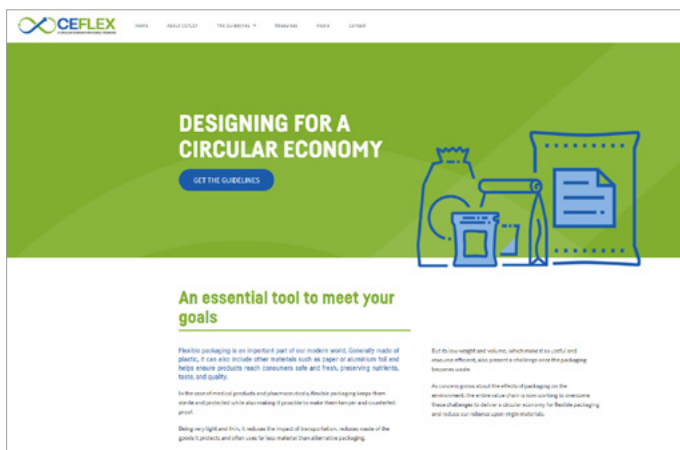 CEFLEX
Home About CEFLEX The Guidelines Resources Media Contact
DESIGNING FOR A
CIRCULAR ECONOMY
GET THE GUIDELINES
An essential tool to meet your
goals
Flexible packaging is an important part of our modern world. Generally made of
plastic, it can also include other materials such as paper or aluminium foil and
helps ensure products reach consumers safe and fresh, preserving nutrients,
taste, and quality.
In the case of medical products and pharmaceuticals, flexible packaging keeps them
sterile and protected while also making it possible to make them tamper and counterfeit
proof.
Being very light and thin, it reduces the impact of transportation, reduces waste of the
goods it protects and often uses far less material than alternative packaging.
But its low weight and volume, which make it so useful and
resource efficient, also present a challenge once the packaging
becomes waste.
As concern grows about the effects of packaging on the
environment, the entire value chain is now working to overcome
these challenges to deliver a circular economy for flexible packaging
and reduce our reliance upon virgin materials.